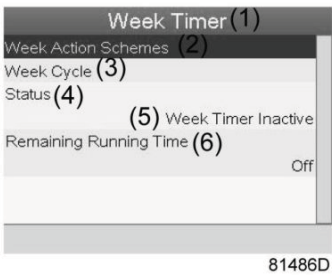 Week Timer (1)
Week Action Schemes (2)
Week Cycle (3)
Status (4)
(5) Week Timer Inactive
Remaining Running Time (6)
Off
81486D